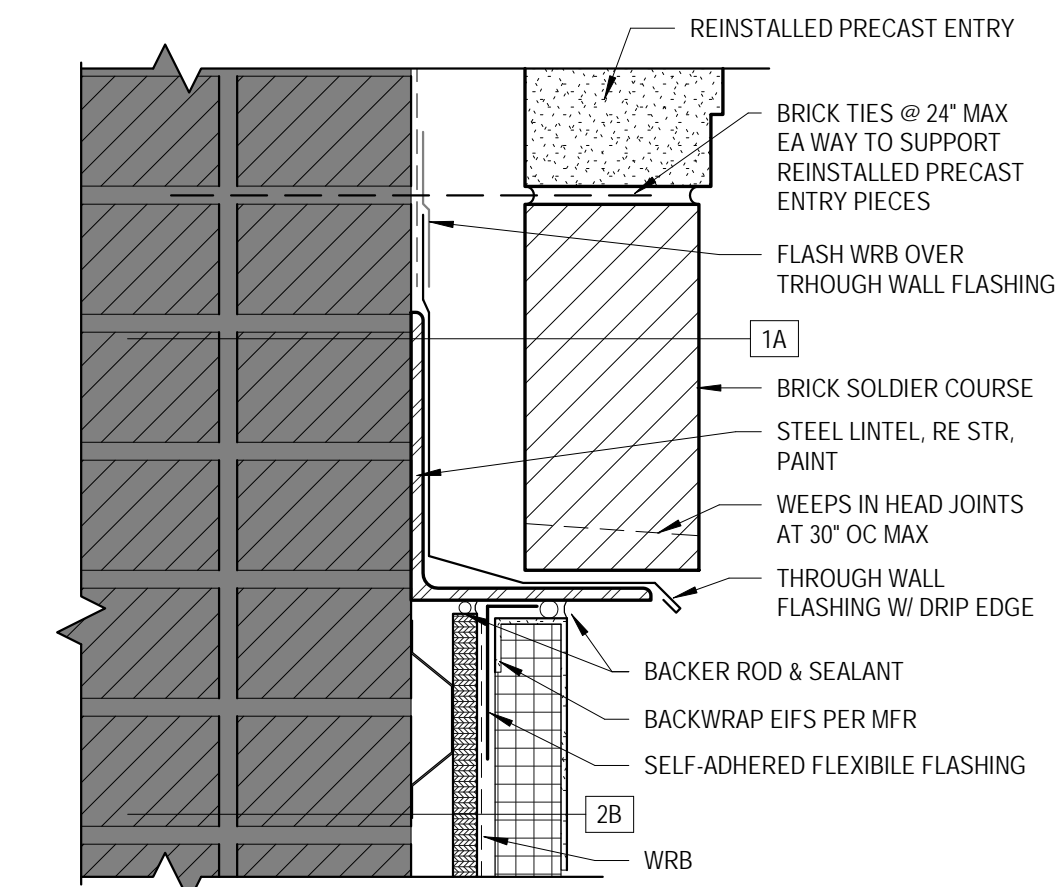 REINSTALLED PRECAST ENTRY
BRICK TIES @ 24" MAX
EA WAY TO SUPPORT
REINSTALLED PRECAST
ENTRY PIECES
FLASH WRB OVER
TRHOUGH WALL FLASHING
1A
BRICK SOLDIER COURSE
STEEL LINTEL, RE STR,
PAINT
WEEPS IN HEAD JOINTS
AT 30" OC MAX
THROUGH WALL
FLASHING W/ DRIP EDGE
BACKER ROD & SEALANT
BACKWRAP EIFS PER MFR
SELF-ADHERED FLEXIBILE FLASHING
2B
WRB